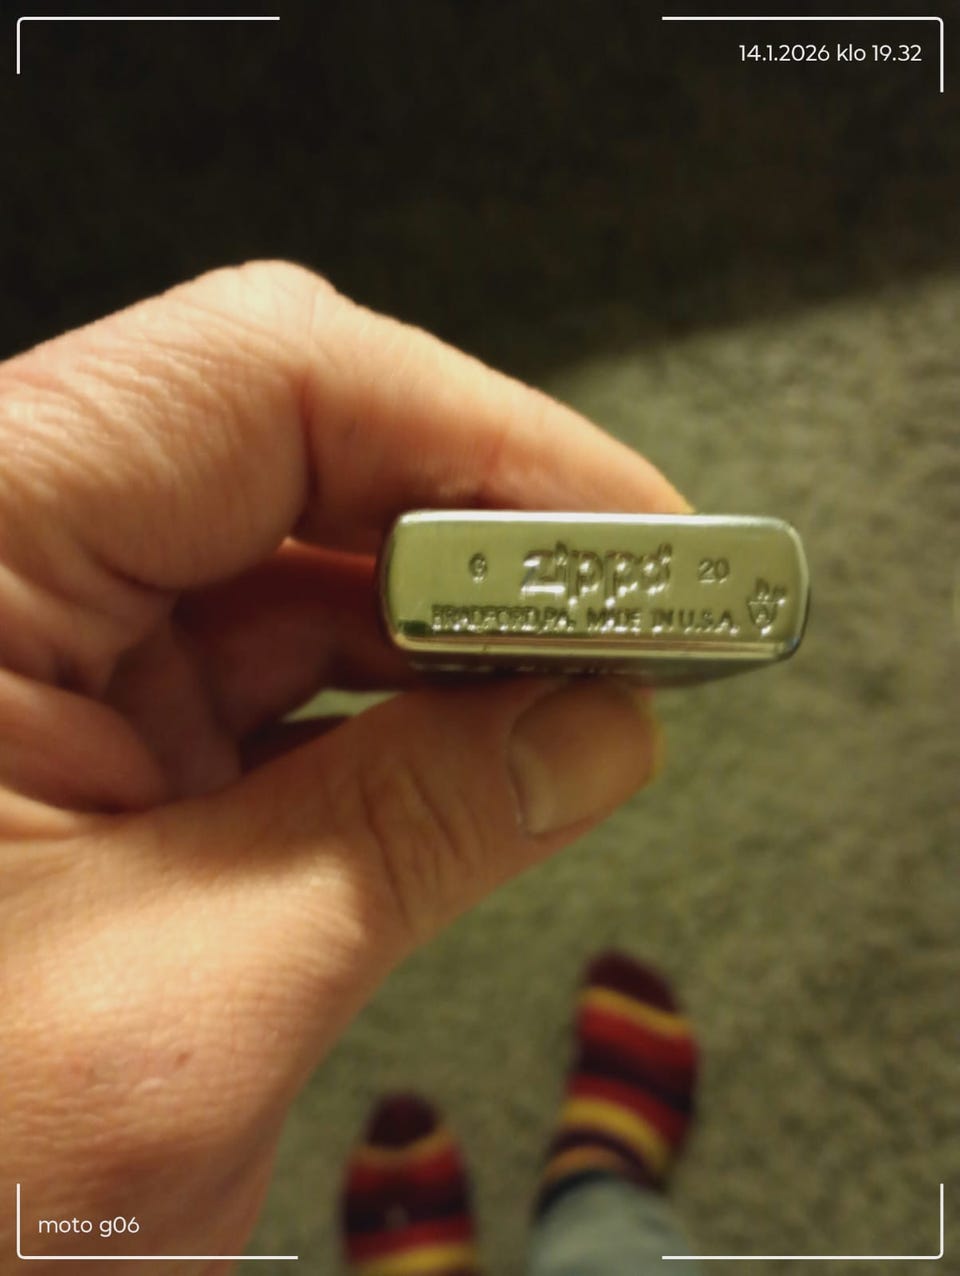 14.1.2026 klo 19.32
G zippo 20
BRADFORD, PA. MADE IN U.S.A.
moto g06